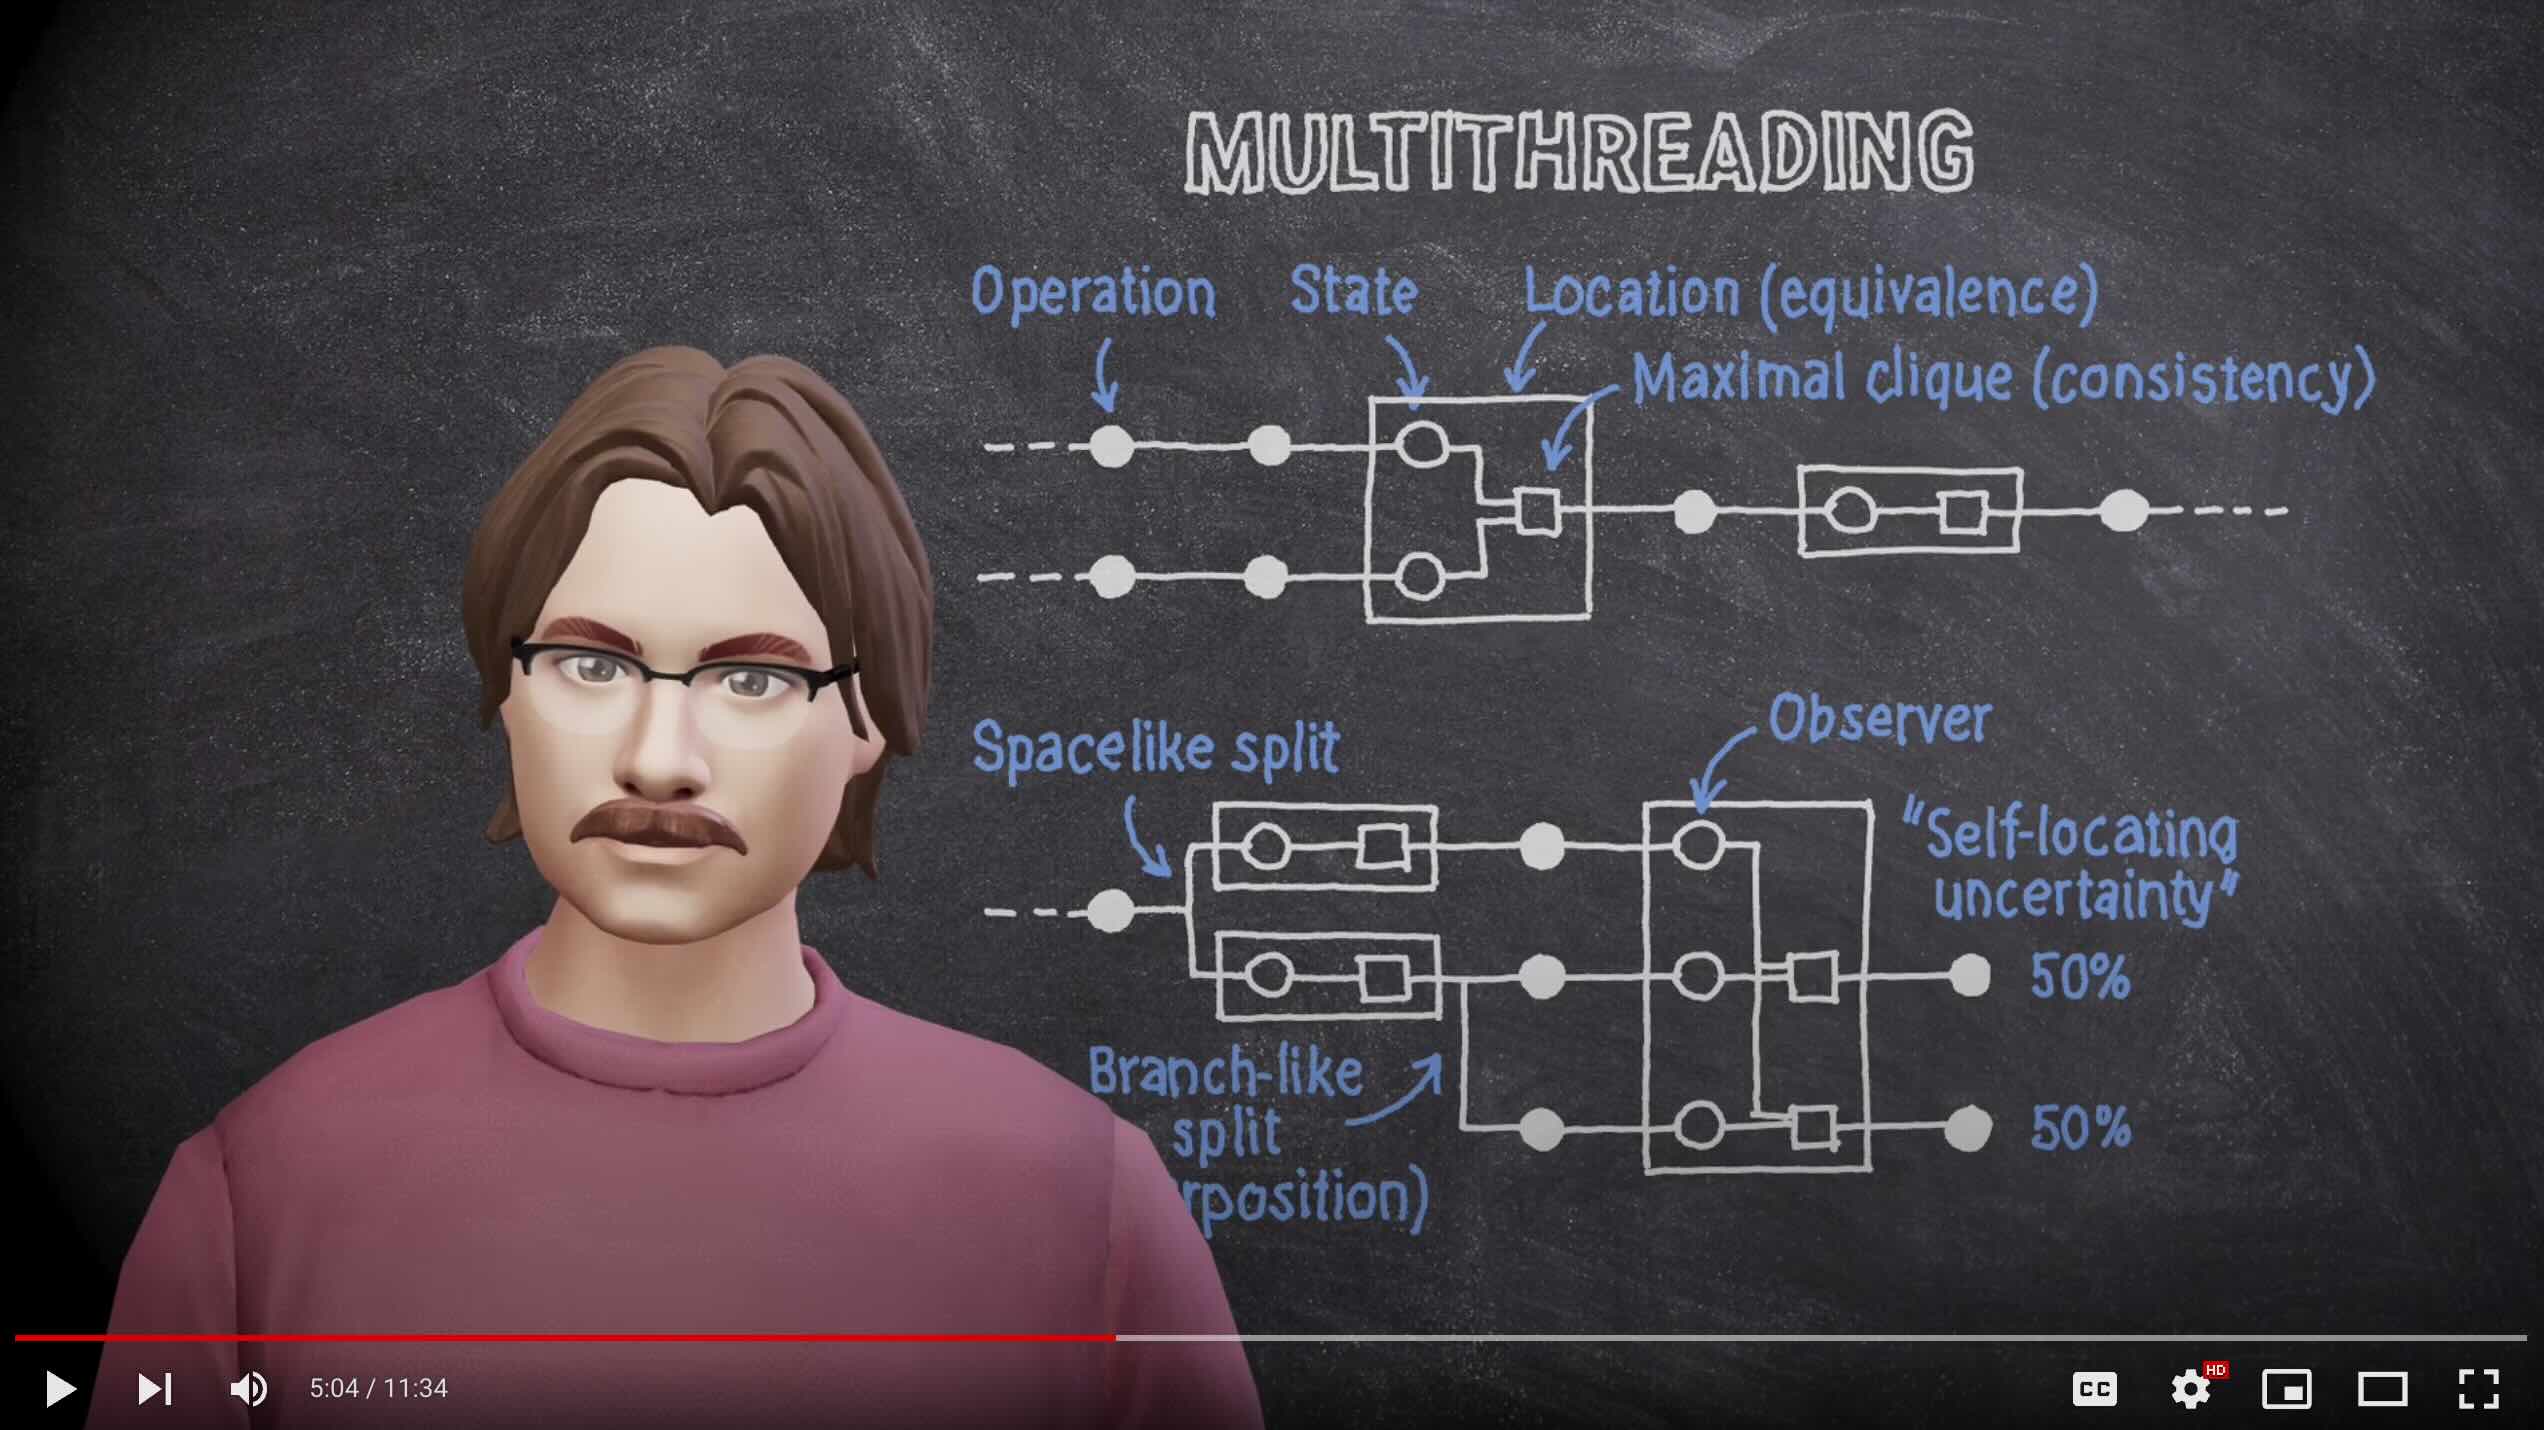 MULTITHREADING
Operation
State
Location (equivalence)
Maximal clique (consistency)
Spacelike split
Observer
"Self-locating
uncertainty"
50%
Branch-like
split
rposition)
50%
5:04 / 11:34
CC
HD